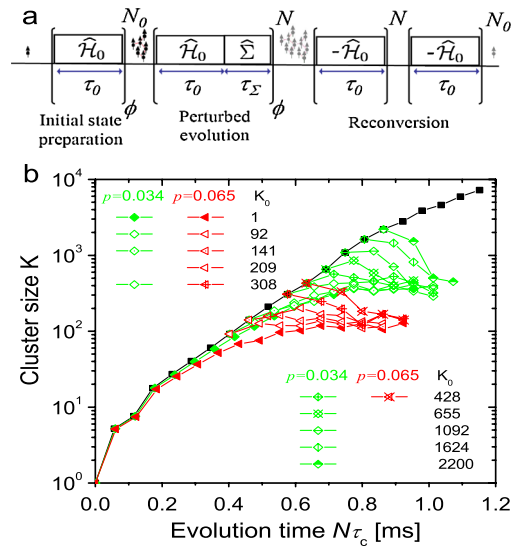 a
N₀ N N N₀
Ĥ₀ Ĥ₀ Σ̂ -Ĥ₀ -Ĥ₀
τ₀ τ₀ τ_Σ τ₀ τ₀
ϕ ϕ
Initial state preparation
Perturbed evolution
Reconversion
b
10⁴
10³
10²
10¹
10⁰
Cluster size K
p=0.034 p=0.065 K₀
1
92
141
209
308
p=0.034 p=0.065 K₀
428
655
1092
1624
2200
0.0 0.2 0.4 0.6 0.8 1.0 1.2
Evolution time Nτ_c [ms]